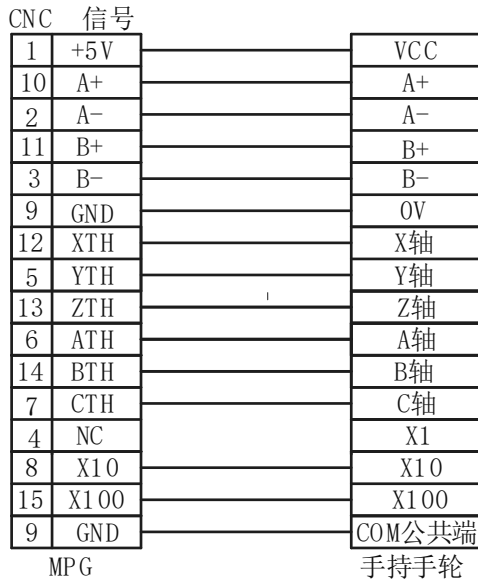 CNC 信号
1 +5V VCC
10 A+ A+
2 A- A-
11 B+ B+
3 B- B-
9 GND 0V
12 XTH X轴
5 YTH Y轴
13 ZTH Z轴
6 ATH A轴
14 BTH B轴
7 CTH C轴
4 NC X1
8 X10 X10
15 X100 X100
9 GND COM公共端
MPG 手持手轮